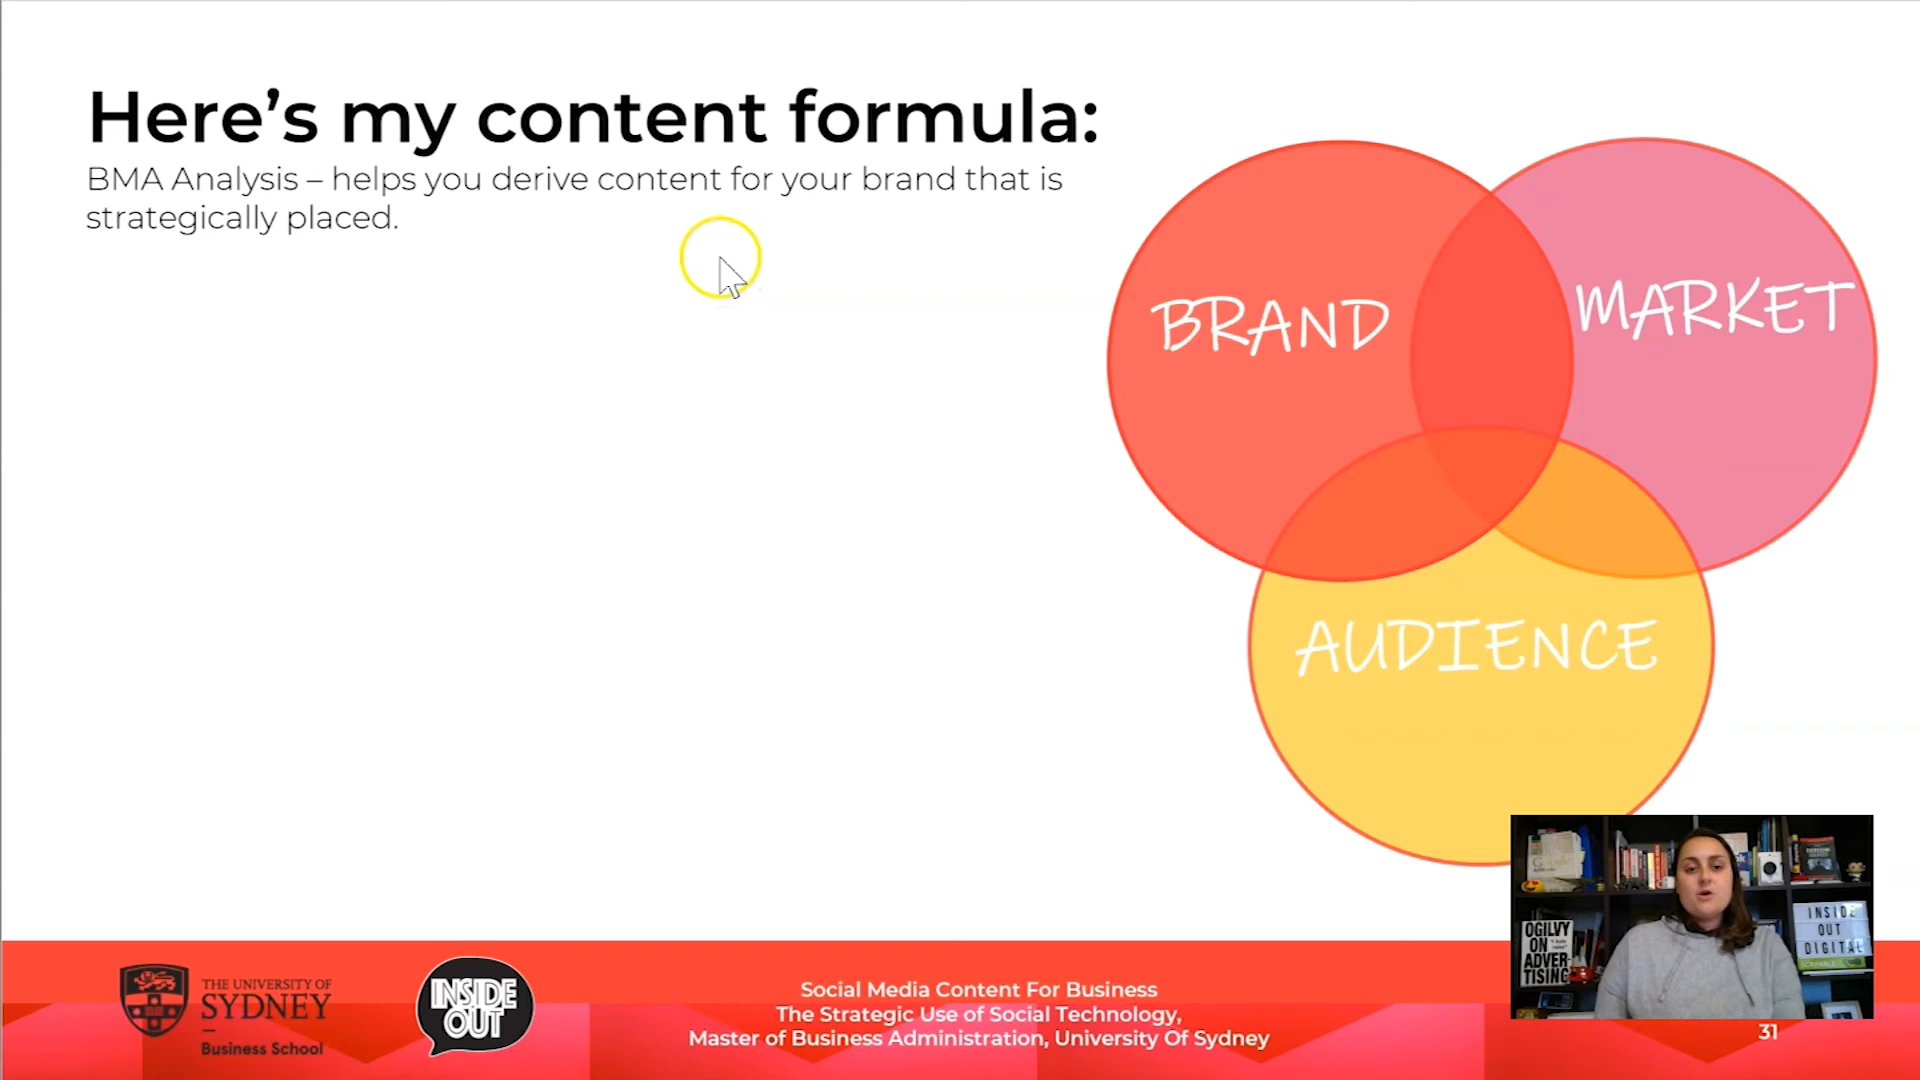 Here's my content formula:
BMA Analysis – helps you derive content for your brand that is
strategically placed.
BRAND
MARKET
AUDIENCE
THE UNIVERSITY OF
SYDNEY
Business School
INSIDE
OUT
Social Media Content For Business
The Strategic Use of Social Technology,
Master of Business Administration, University Of Sydney
OGILVY
ON
ADVER-
TISING
INSIDE
OUT
DIGITAL
31